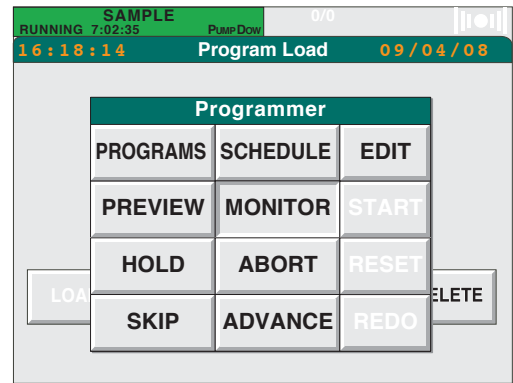 SAMPLE 0/0
RUNNING 7:02:35 PUMPDOW
16:18:14 Program Load 09/04/08
Programmer
PROGRAMS SCHEDULE EDIT
PREVIEW MONITOR START
HOLD ABORT RESET
LOA ELETE
SKIP ADVANCE REDO